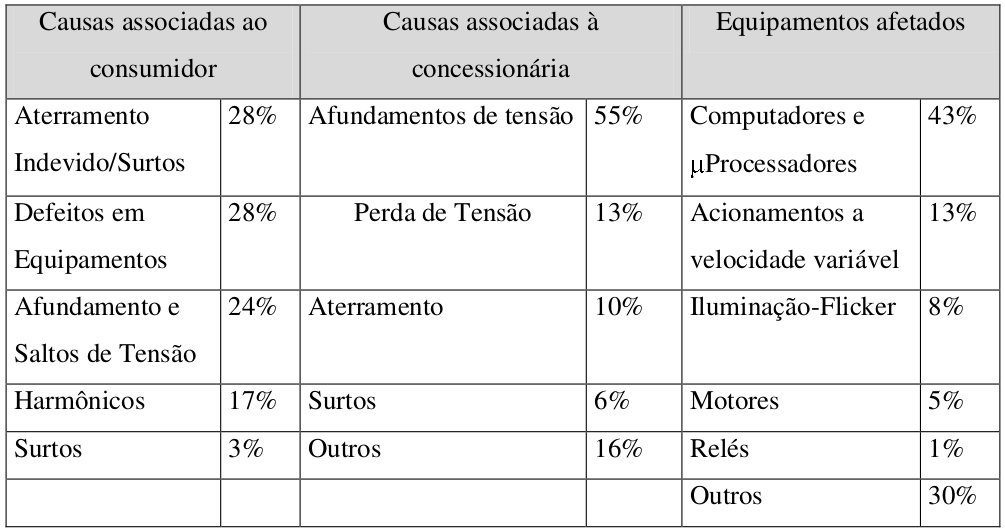 Causas associadas ao consumidor | Causas associadas à concessionária | Equipamentos afetados
Aterramento Indevido/Surtos | 28% | Afundamentos de tensão | 55% | Computadores e µProcessadores | 43%
Defeitos em Equipamentos | 28% | Perda de Tensão | 13% | Acionamentos a velocidade variável | 13%
Afundamento e Saltos de Tensão | 24% | Aterramento | 10% | Iluminação-Flicker | 8%
Harmônicos | 17% | Surtos | 6% | Motores | 5%
Surtos | 3% | Outros | 16% | Relés | 1%
Outros | 30%